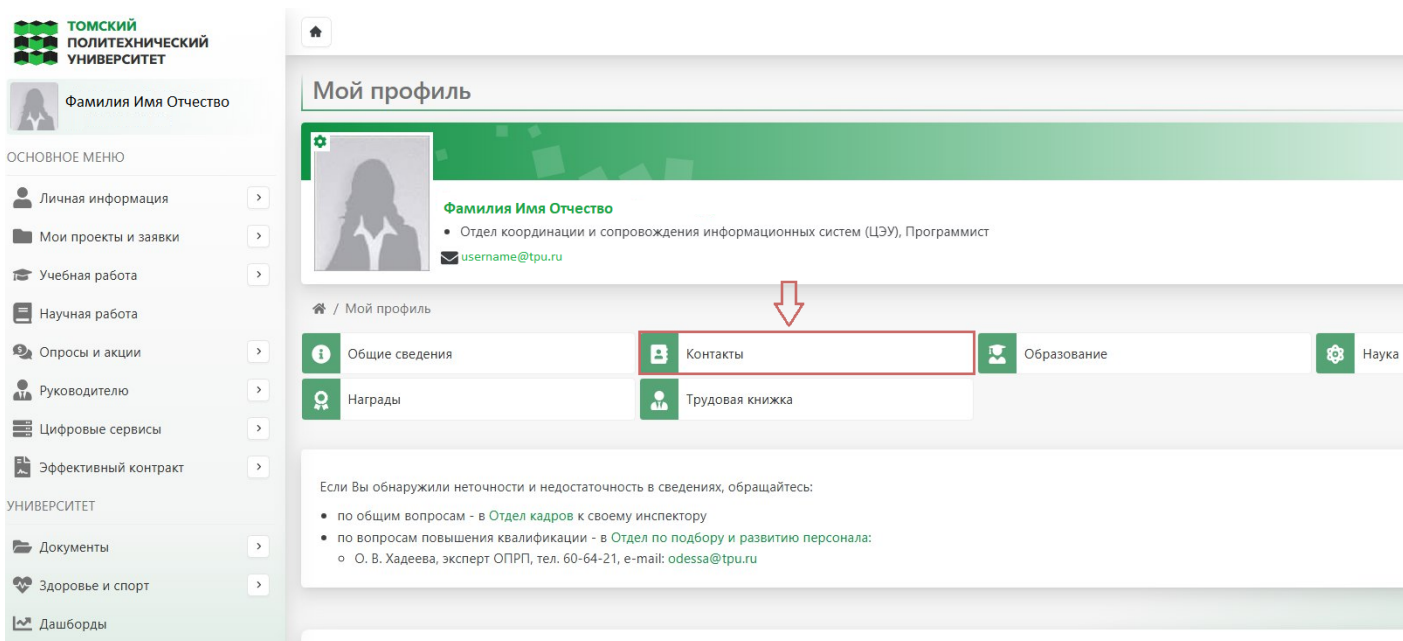 ТОМСКИЙ
ПОЛИТЕХНИЧЕСКИЙ
УНИВЕРСИТЕТ
Фамилия Имя Отчество
ОСНОВНОЕ МЕНЮ
Личная информация
Мои проекты и заявки
Учебная работа
Научная работа
Опросы и акции
Руководителю
Цифровые сервисы
Эффективный контракт
УНИВЕРСИТЕТ
Документы
Здоровье и спорт
Дашборды
Мой профиль
Фамилия Имя Отчество
• Отдел координации и сопровождения информационных систем (ЦЭУ), Программист
username@tpu.ru
/ Мой профиль
Общие сведения
Контакты
Образование
Наука
Награды
Трудовая книжка
Если Вы обнаружили неточности и недостаточность в сведениях, обращайтесь:
• по общим вопросам - в Отдел кадров к своему инспектору
• по вопросам повышения квалификации - в Отдел по подбору и развитию персонала:
○ О. В. Хадеева, эксперт ОПРП, тел. 60-64-21, e-mail: odessa@tpu.ru